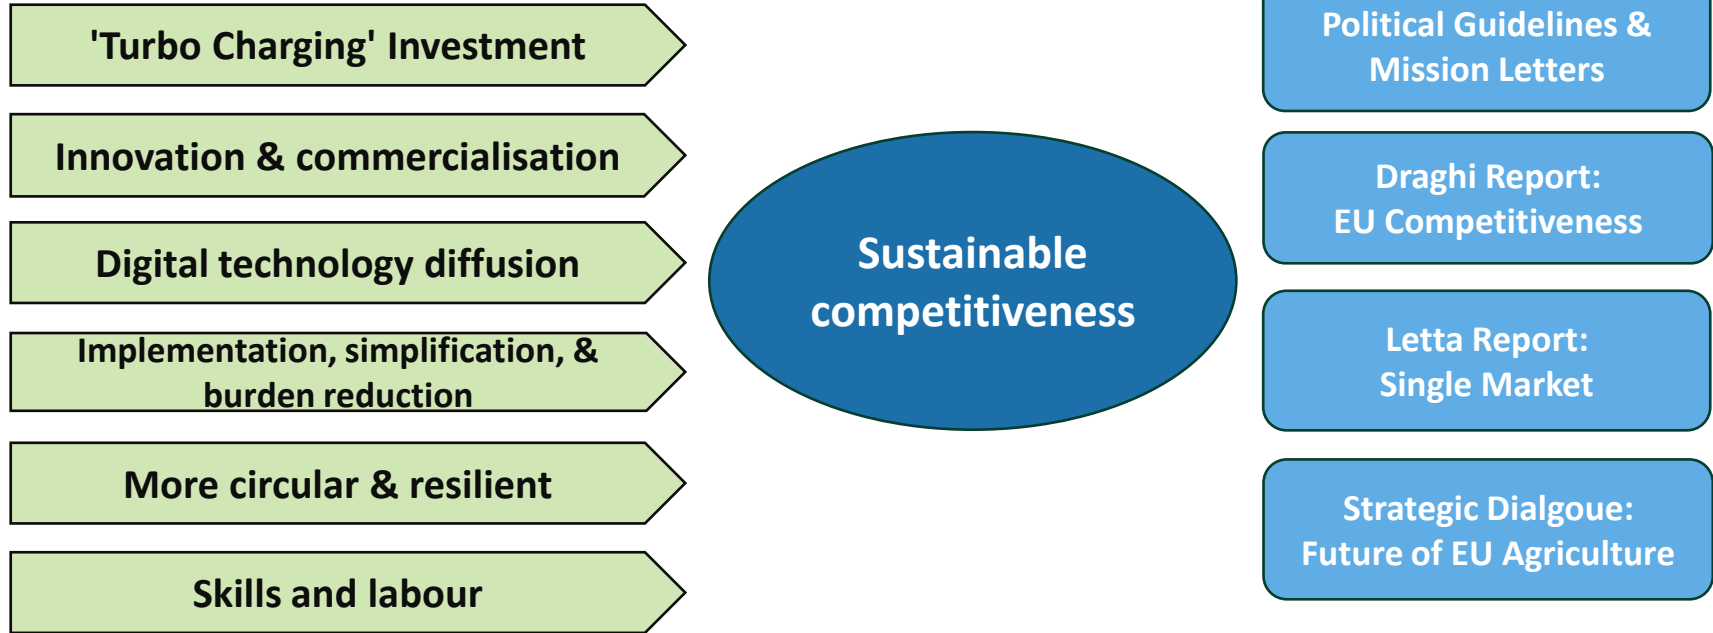 'Turbo Charging' Investment
Innovation & commercialisation
Digital technology diffusion
Implementation, simplification, &
burden reduction
More circular & resilient
Skills and labour
Sustainable
competitiveness
Political Guidelines &
Mission Letters
Draghi Report:
EU Competitiveness
Letta Report:
Single Market
Strategic Dialgoue:
Future of EU Agriculture